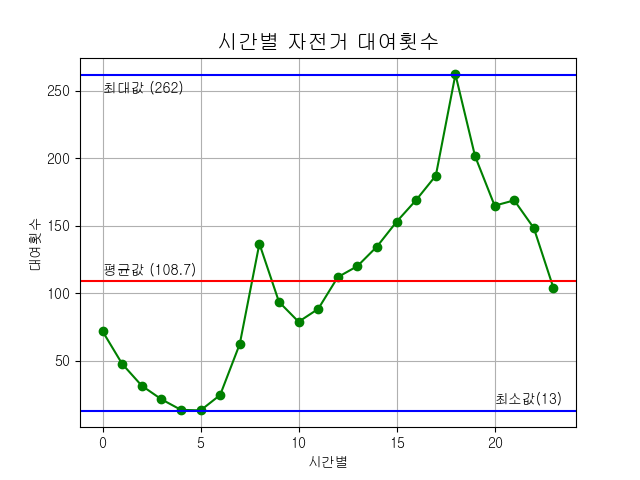 시간별 자전거 대여횟수
최대값 (262)
250
200
150
대여횟수
평균값 (108.7)
100
50
최소값(13)
0 5 10 15 20
시간별